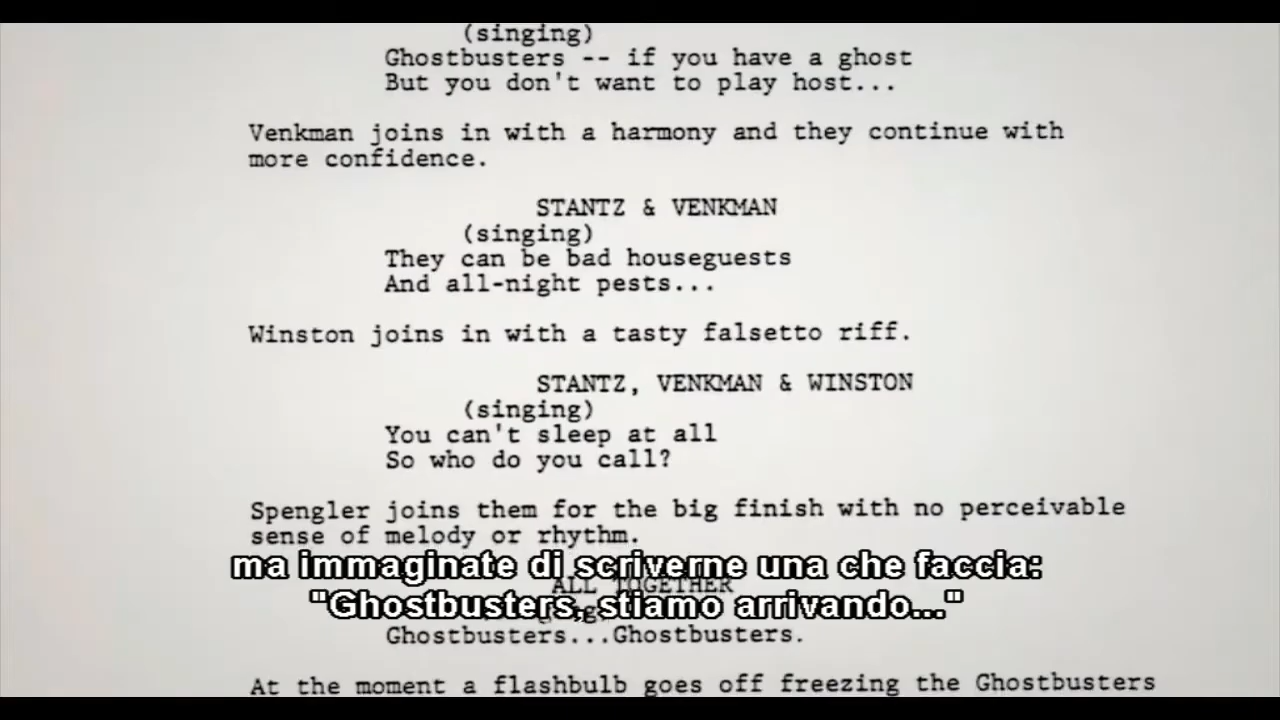 (singing)
Ghostbusters -- if you have a ghost
But you don't want to play host...
Venkman joins in with a harmony and they continue with
more confidence.
STANTZ & VENKMAN
(singing)
They can be bad houseguests
And all-night pests...
Winston joins in with a tasty falsetto riff.
STANTZ, VENKMAN & WINSTON
(singing)
You can't sleep at all
So who do you call?
Spengler joins them for the big finish with no perceivable
sense of melody or rhythm.
ma immaginate di scriverne una che faccia:
ALL TOGETHER
"Ghostbusters, stiamo arrivando..."
Ghostbusters...Ghostbusters.
At the moment a flashbulb goes off freezing the Ghostbusters